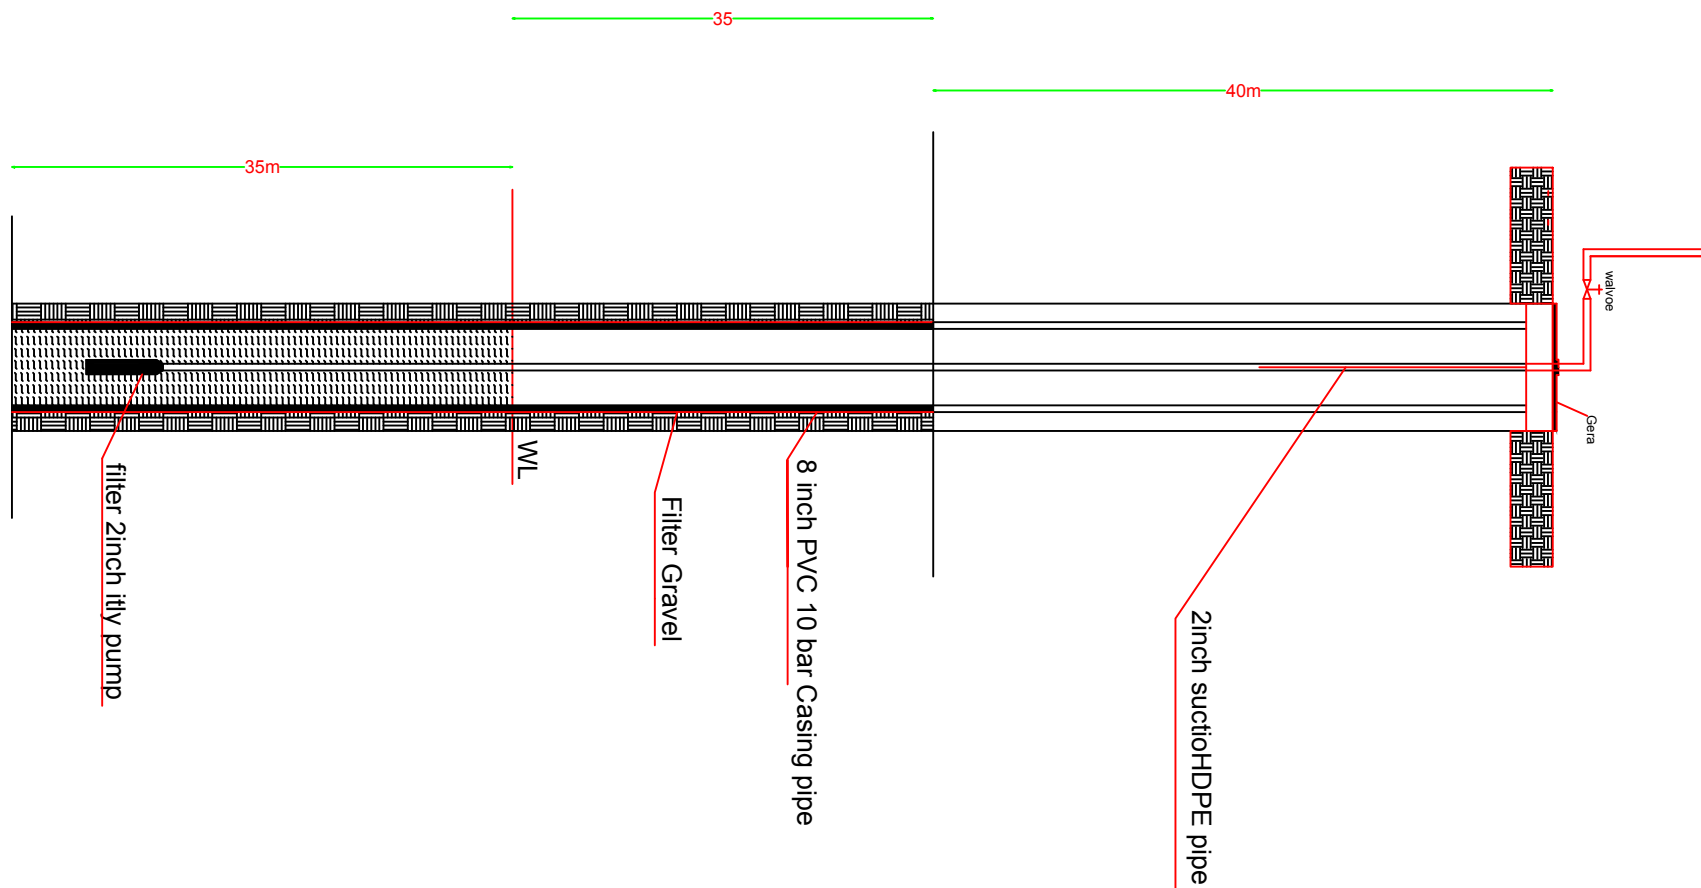 35
40m
35m
walvoe
Gera
WL
filter 2inch itly pump
Filter Gravel
8 inch PVC 10 bar Casing pipe
2inch suctioHDPE pipe